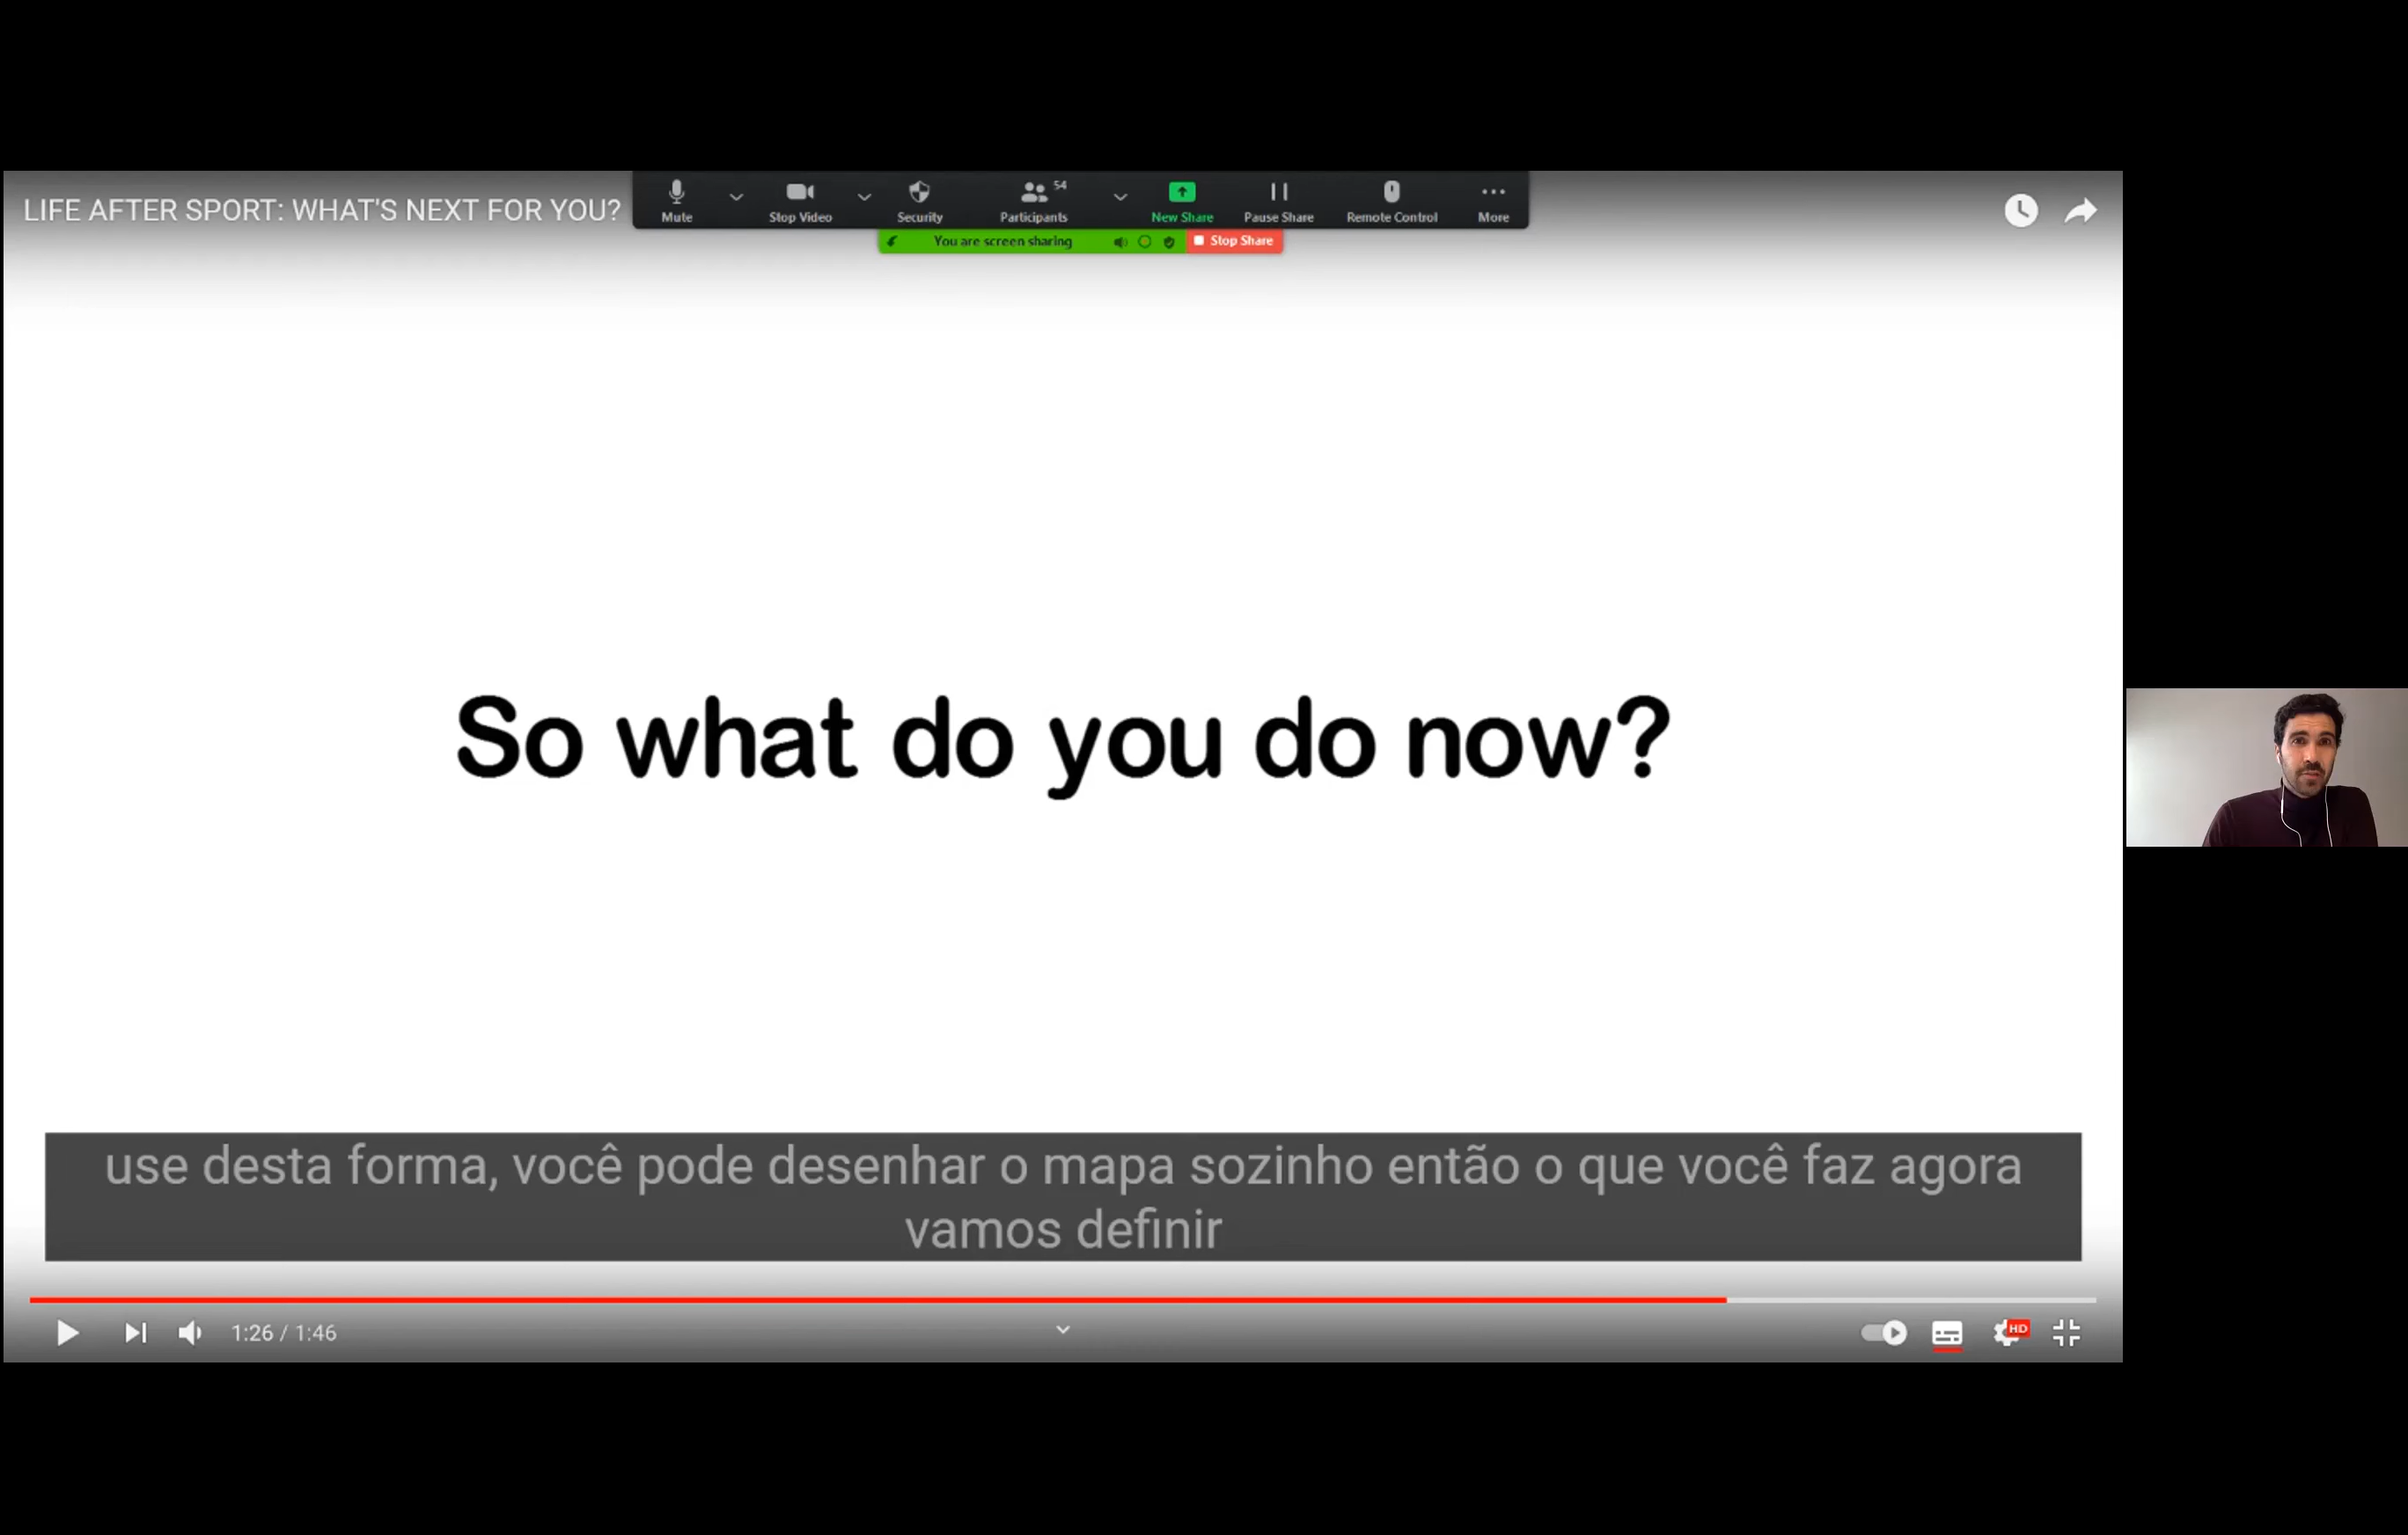 LIFE AFTER SPORT: WHAT'S NEXT FOR YOU?
54
Mute Stop Video Security Participants New Share Pause Share Remote Control More
You are screen sharing Stop Share
So what do you do now?
use desta forma, você pode desenhar o mapa sozinho então o que você faz agora
vamos definir
1:26 / 1:46
HD